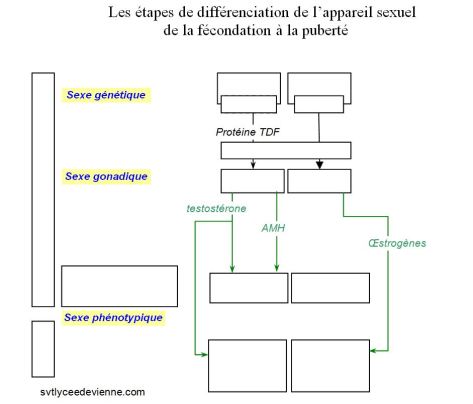 Les étapes de différenciation de l'appareil sexuel
de la fécondation à la puberté
Sexe génétique
Protéine TDF
Sexe gonadique
testostérone
AMH
Œstrogènes
Sexe phénotypique
svtlyceedevienne.com